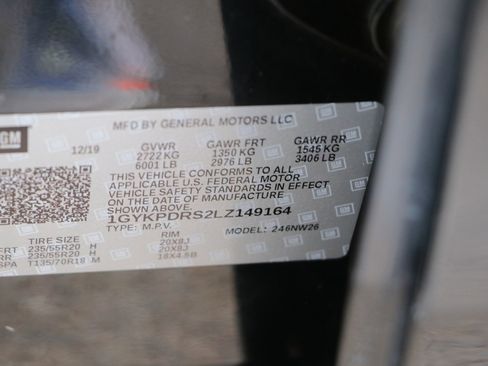 GM
MFD BY GENERAL MOTORS LLC
12/19 GVWR GAWR FRT GAWR RR
2722 KG 1350 KG 1545 KG
6001 LB 2976 LB 3406 LB
THIS VEHICLE CONFORMS TO ALL
APPLICABLE U.S. FEDERAL MOTOR
VEHICLE SAFETY STANDARDS IN EFFECT
ON THE DATE OF MANUFACTURE
SHOWN ABOVE
1GYKPDRS2LZ149164
TYPE: M.P.V. MODEL: 246NW26
TIRE SIZE RIM
FRT 235/55R20 H 20X8J
RR 235/55R20 H 20X8J
SPA T135/70R18 M 18X4.5B